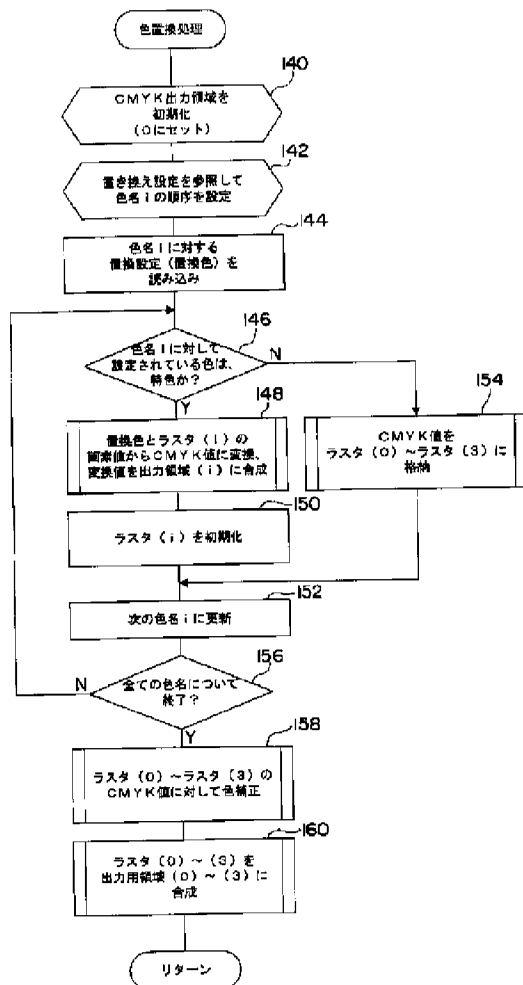 色置換処理
140
CMYK出力領域を
初期化
(0にセット)
142
置き換え設定を参照して
色名iの順序を設定
144
色名iに対する
置換設定(置換色)を
読み込み
146
色名iに対して
設定されている色は、
特色か?
N
Y
148
置換色とラスタ(i)の
画素値からCMYK値に変換、
変換値を出力領域(i)に合成
154
CMYK値を
ラスタ(0)～ラスタ(3)に
格納
150
ラスタ(i)を初期化
152
次の色名iに更新
156
全ての色名について
終了?
N
Y
158
ラスタ(0)～ラスタ(3)の
CMYK値に対して色補正
160
ラスタ(0)～(3)を
出力用領域(0)～(3)に
合成
リターン